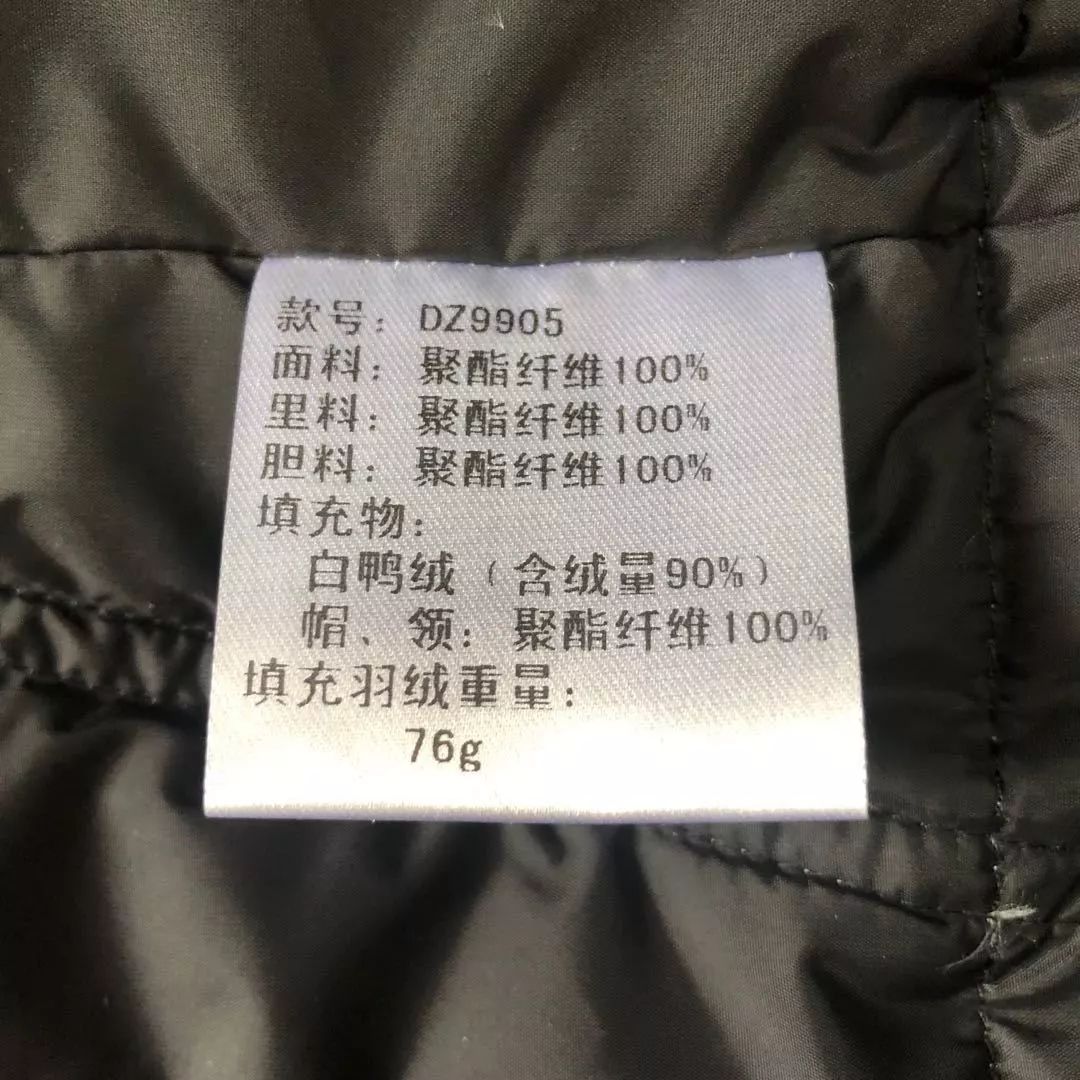 款号: DZ9905
面料: 聚酯纤维100%
里料: 聚酯纤维100%
胆料: 聚酯纤维100%
填充物:
白鸭绒 (含绒量90%)
帽、领: 聚酯纤维100%
填充羽绒重量:
76g